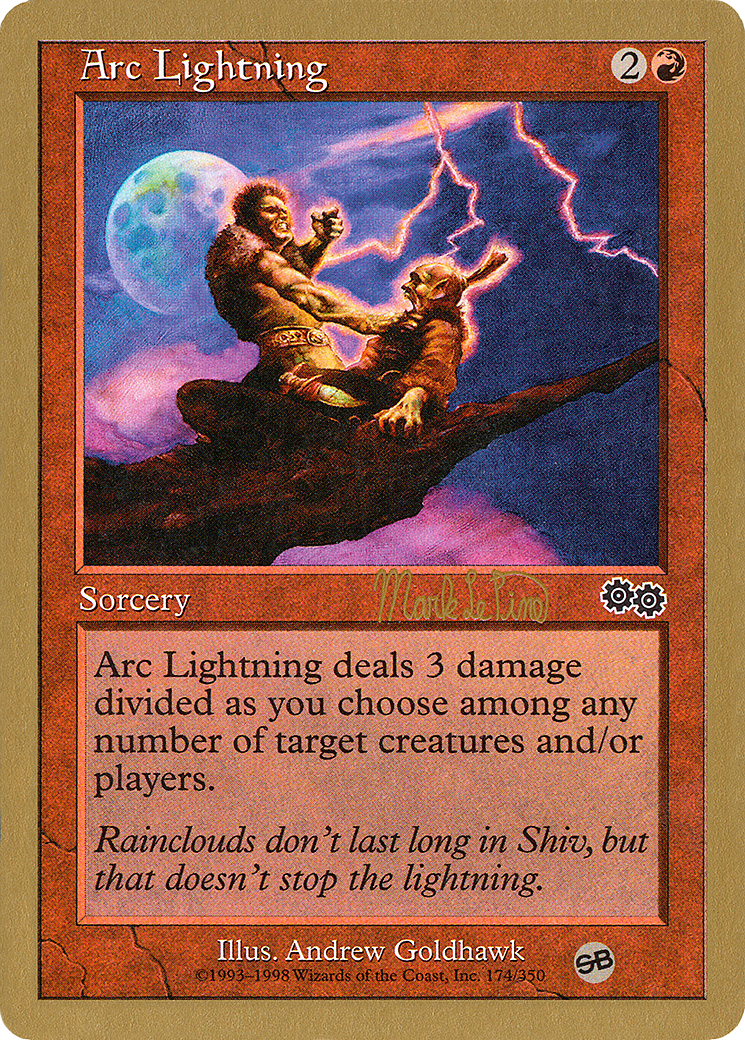 Arc Lightning
2
Sorcery
Mark Le Pine
Arc Lightning deals 3 damage
divided as you choose among any
number of target creatures and/or
players.
Rainclouds don't last long in Shiv, but
that doesn't stop the lightning.
Illus. Andrew Goldhawk
©1993–1998 Wizards of the Coast, Inc. 174/350
SB